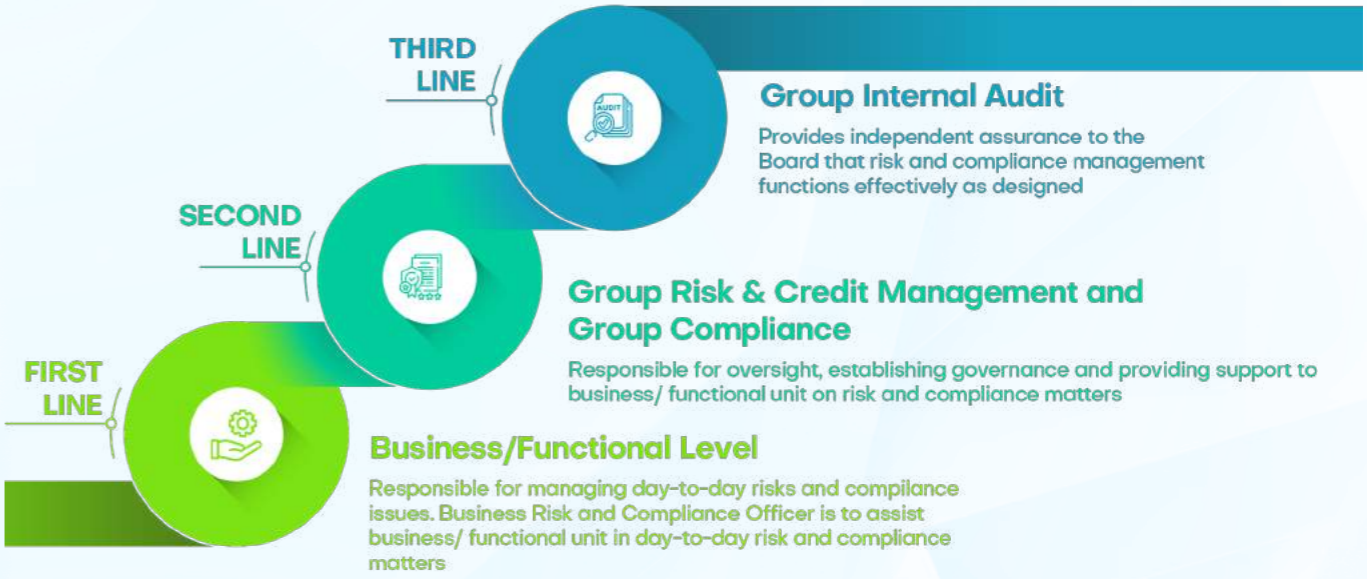 THIRD
LINE
AUDIT
Group Internal Audit
Provides independent assurance to the
Board that risk and compliance management
functions effectively as designed
SECOND
LINE
Group Risk & Credit Management and
Group Compliance
Responsible for oversight, establishing governance and providing support to
business/ functional unit on risk and compliance matters
FIRST
LINE
Business/Functional Level
Responsible for managing day-to-day risks and compilance
issues. Business Risk and Compliance Officer is to assist
business/ functional unit in day-to-day risk and compliance
matters